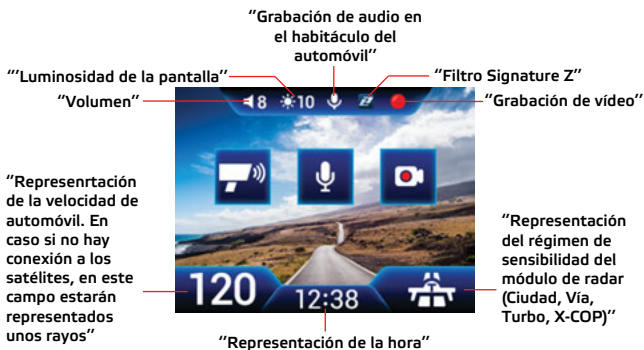 "Grabación de audio en
el habitáculo del
automóvil"
"'Luminosidad de la pantalla"
"Filtro Signature Z"
"Volumen"
"Grabación de vídeo"
8 10 Z
"Represenrtación
de la velocidad de
automóvil. En
caso si no hay
conexión a los
satélites, en este
campo estarán
representados
unos rayos"
"Representación
del régimen de
sensibilidad del
módulo de radar
(Ciudad, Vía,
Turbo, X-COP)"
120
12:38
"Representación de la hora"